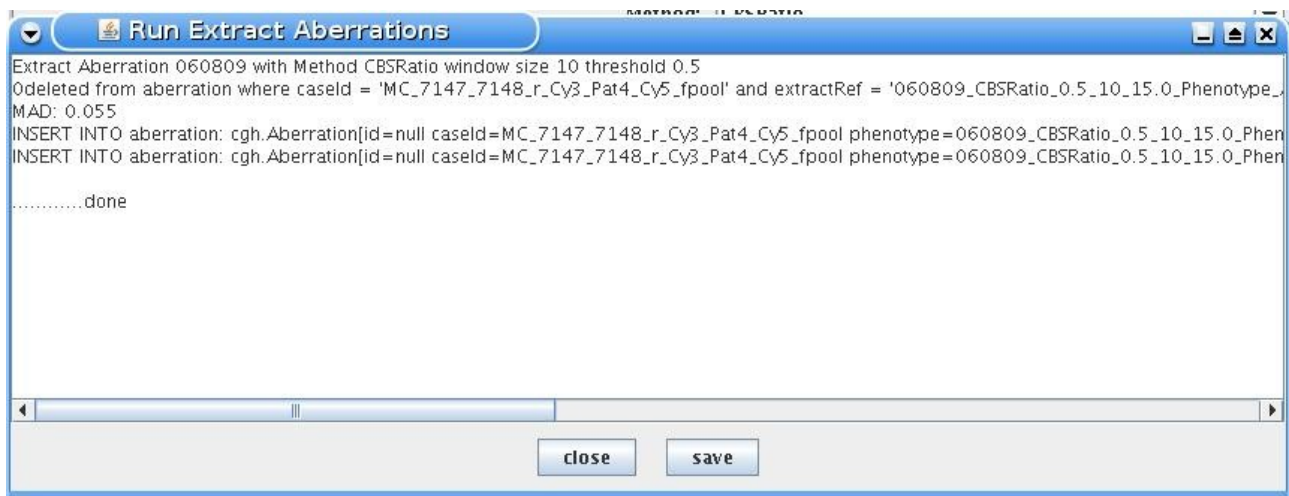 Method: CBSRatio
Run Extract Aberrations
Extract Aberration 060809 with Method CBSRatio window size 10 threshold 0.5
0deleted from aberration where caseId = 'MC_7147_7148_r_Cy3_Pat4_Cy5_fpool' and extractRef = '060809_CBSRatio_0.5_10_15.0_Phenotype_
MAD: 0.055
INSERT INTO aberration: cgh.Aberration[id=null caseId=MC_7147_7148_r_Cy3_Pat4_Cy5_fpool phenotype=060809_CBSRatio_0.5_10_15.0_Phen
INSERT INTO aberration: cgh.Aberration[id=null caseId=MC_7147_7148_r_Cy3_Pat4_Cy5_fpool phenotype=060809_CBSRatio_0.5_10_15.0_Phen
............done
close save